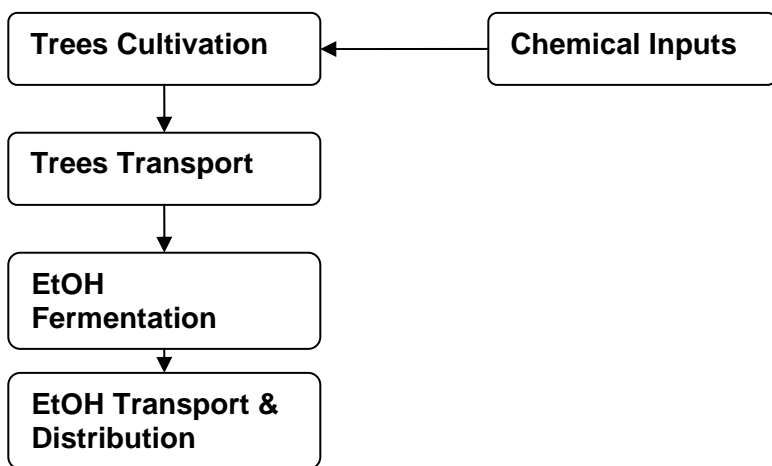 Trees Cultivation
Chemical Inputs
Trees Transport
EtOH
Fermentation
EtOH Transport &
Distribution